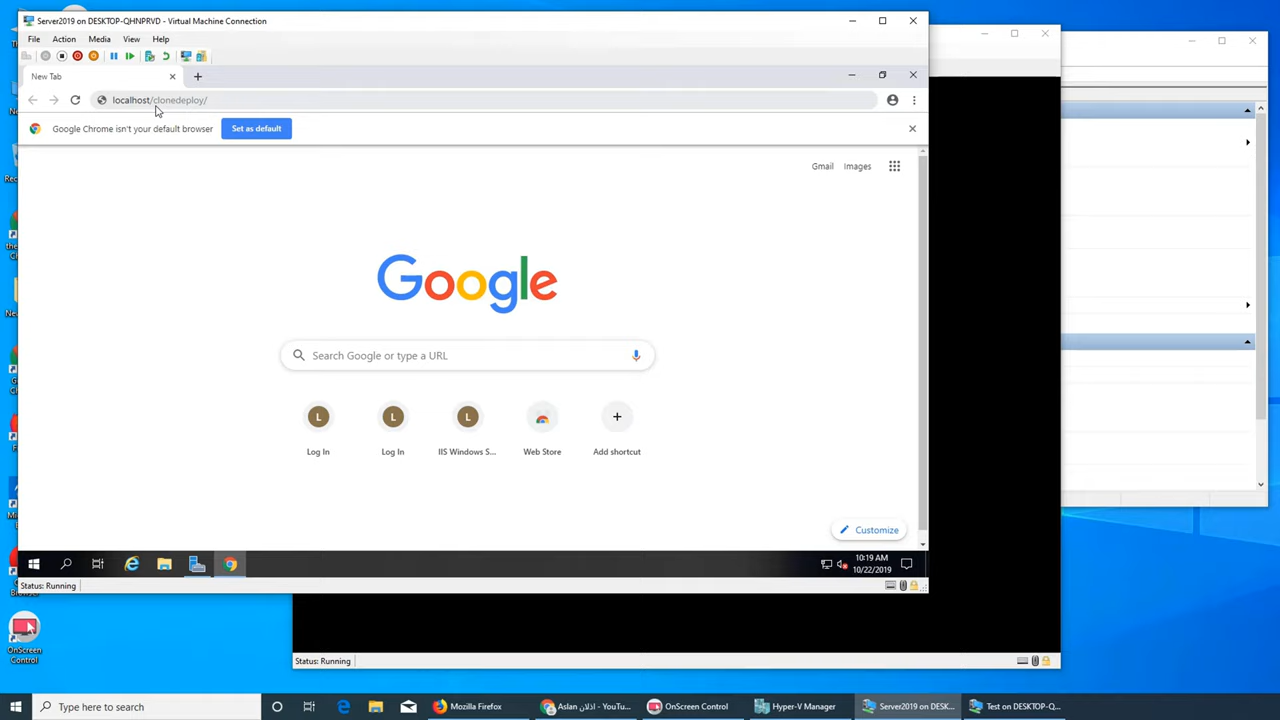 Server2019 on DESKTOP-QHNPRVD - Virtual Machine Connection
File Action Media View Help
New Tab
localhost/clonedeploy/
Google Chrome isn't your default browser Set as default
Gmail Images
Google
Search Google or type a URL
L L L
Log In Log In IIS Windows S... Web Store Add shortcut
Customize
10:19 AM
10/22/2019
Status: Running
OnScreen
Control
Status: Running
Type here to search Mozilla Firefox Aslan اذلان - YouTu... OnScreen Control Hyper-V Manager Server2019 on DESK... Test on DESKTOP-Q...